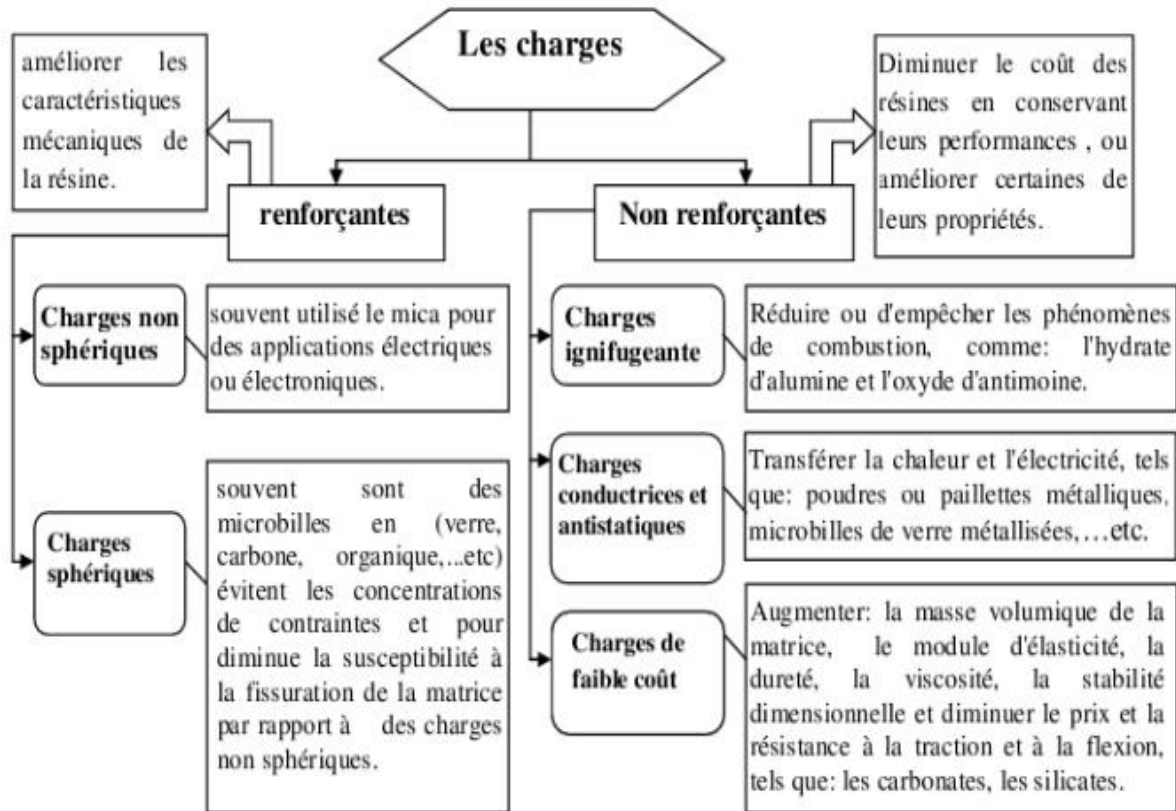 Les charges
améliorer les
caractéristiques
mécaniques de
la résine.
Diminuer le coût des
résines en conservant
leurs performances , ou
améliorer certaines de
leurs propriétés.
renforçantes
Non renforçantes
Charges non
sphériques
souvent utilisé le mica pour
des applications électriques
ou électroniques.
Charges
sphériques
souvent sont des
microbilles en (verre,
carbone, organique,...etc)
évitent les concentrations
de contraintes et pour
diminue la susceptibilité à
la fissuration de la matrice
par rapport à des charges
non sphériques.
Charges
ignifugeante
Réduire ou d'empêcher les phénomènes
de combustion, comme: l'hydrate
d'alumine et l'oxyde d'antimoine.
Charges
conductrices et
antistatiques
Transférer la chaleur et l'électricité, tels
que: poudres ou paillettes métalliques,
microbilles de verre métallisées,…etc.
Charges de
faible coût
Augmenter: la masse volumique de la
matrice, le module d'élasticité, la
dureté, la viscosité, la stabilité
dimensionnelle et diminuer le prix et la
résistance à la traction et à la flexion,
tels que: les carbonates, les silicates.